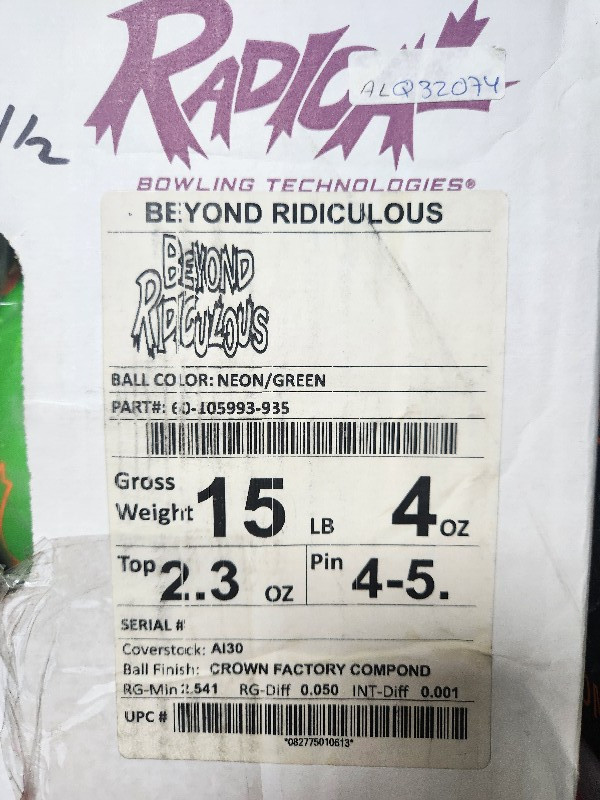 RADICAL
ALQ32074
1/2
BOWLING TECHNOLOGIES®
BEYOND RIDICULOUS
BEYOND
RIDICULOUS
BALL COLOR: NEON/GREEN
PART#: 60-105993-935
Gross Weight 15 LB 4 OZ
Top 2.3 OZ Pin 4-5.
SERIAL #
Coverstock: AI30
Ball Finish: CROWN FACTORY COMPOND
RG-Min 2.541 RG-Diff 0.050 INT-Diff 0.001
UPC #
*082775010613*